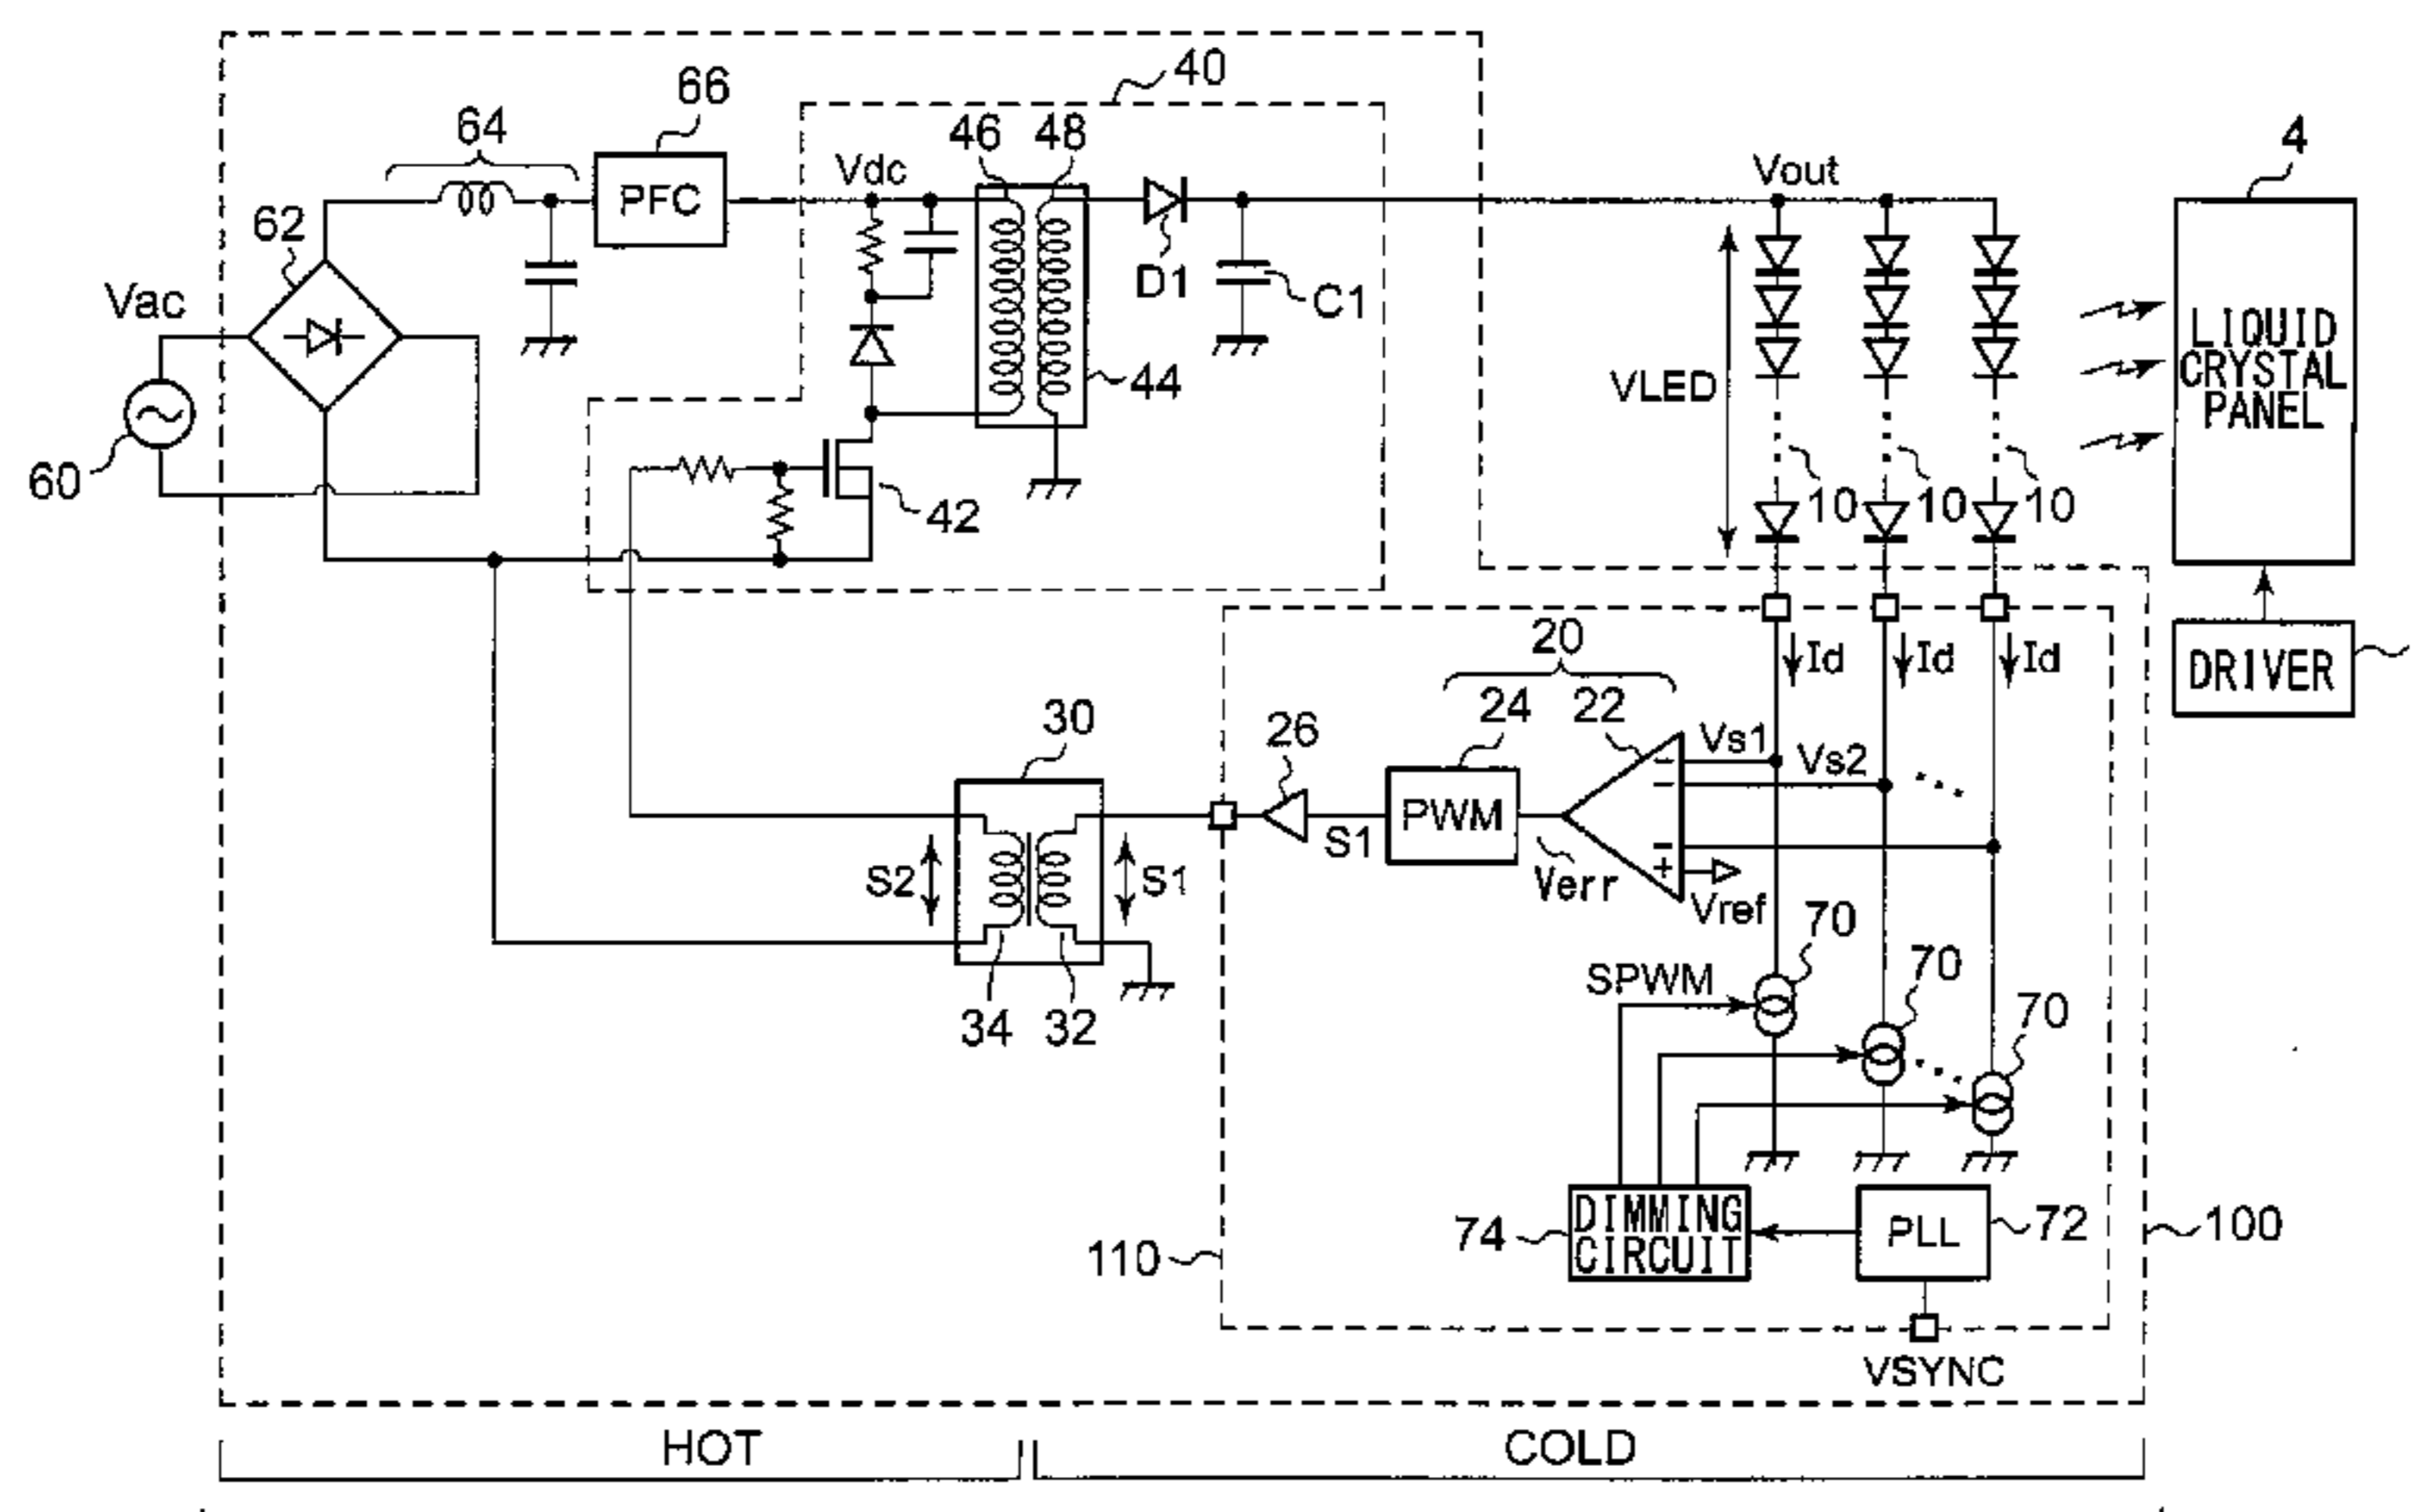 40
66
64
46 48
4
Vdc
Vout
PFC
62
D1
C1
Vac
LIQUID
CRYSTAL
PANEL
VLED
44
60
42
10 10 10
20
Id Id Id
DRIVER
24 22
30
26
Vs1
Vs2
PWM
S1
S2 S1
Verr
Vref
70
SPWM
70
70
34 32
74
DIMMING
CIRCUIT
PLL
72
100
110
VSYNC
HOT COLD